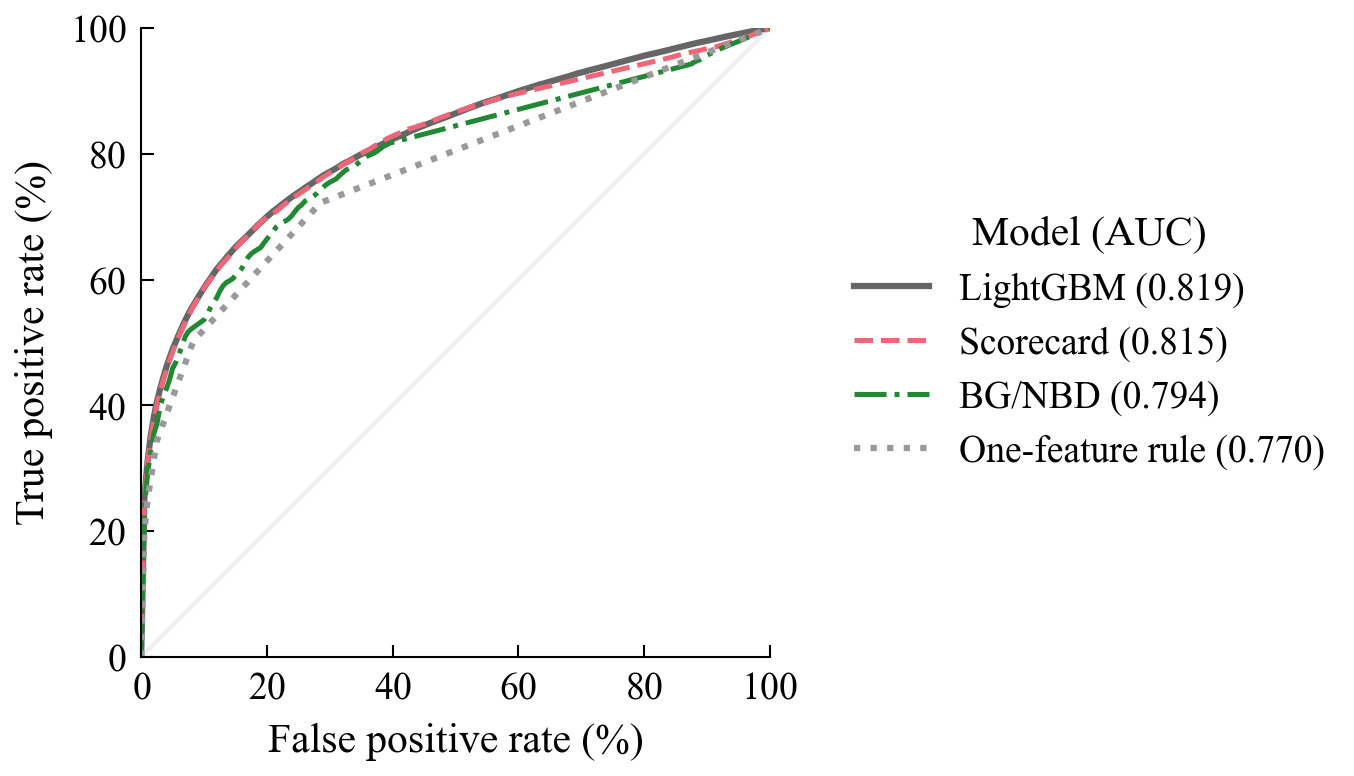 100
80
60
40
20
0
True positive rate (%)
0 20 40 60 80 100
False positive rate (%)
Model (AUC)
LightGBM (0.819)
Scorecard (0.815)
BG/NBD (0.794)
One-feature rule (0.770)